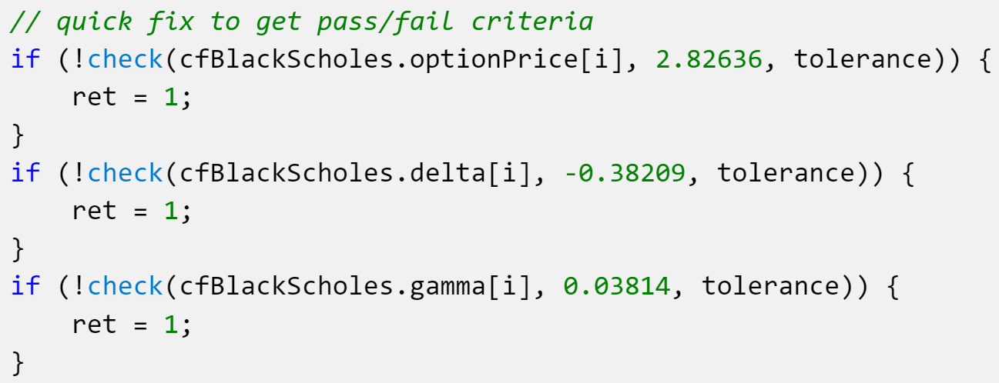 // quick fix to get pass/fail criteria
if (!check(cfBlackScholes.optionPrice[i], 2.82636, tolerance)) {
    ret = 1;
}
if (!check(cfBlackScholes.delta[i], -0.38209, tolerance)) {
    ret = 1;
}
if (!check(cfBlackScholes.gamma[i], 0.03814, tolerance)) {
    ret = 1;
}